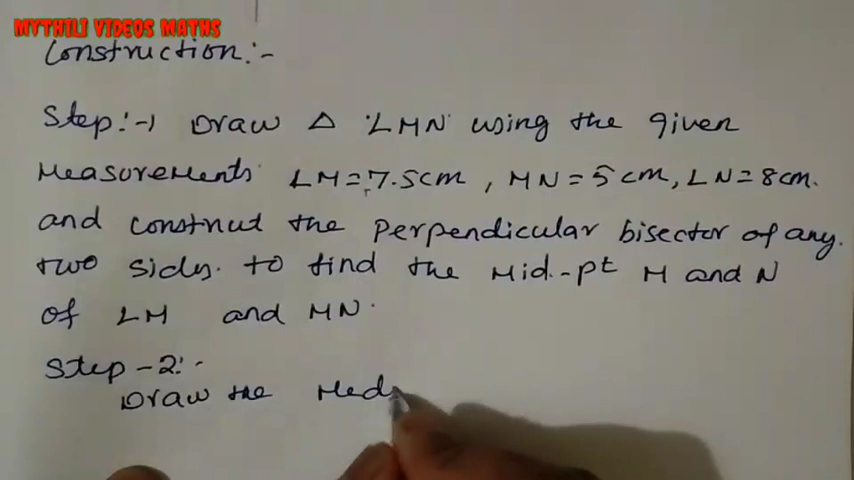 MYTHILI VIDEOS MATHS
Construction:-
Step:-1 Draw △ LMN using the given
Measurements LM=7.5cm, MN=5cm, LN=8cm.
and construct the perpendicular bisector of any.
two sides. to find the Mid-pt M and N
of LM and MN.
Step-2:-
Draw the Medi